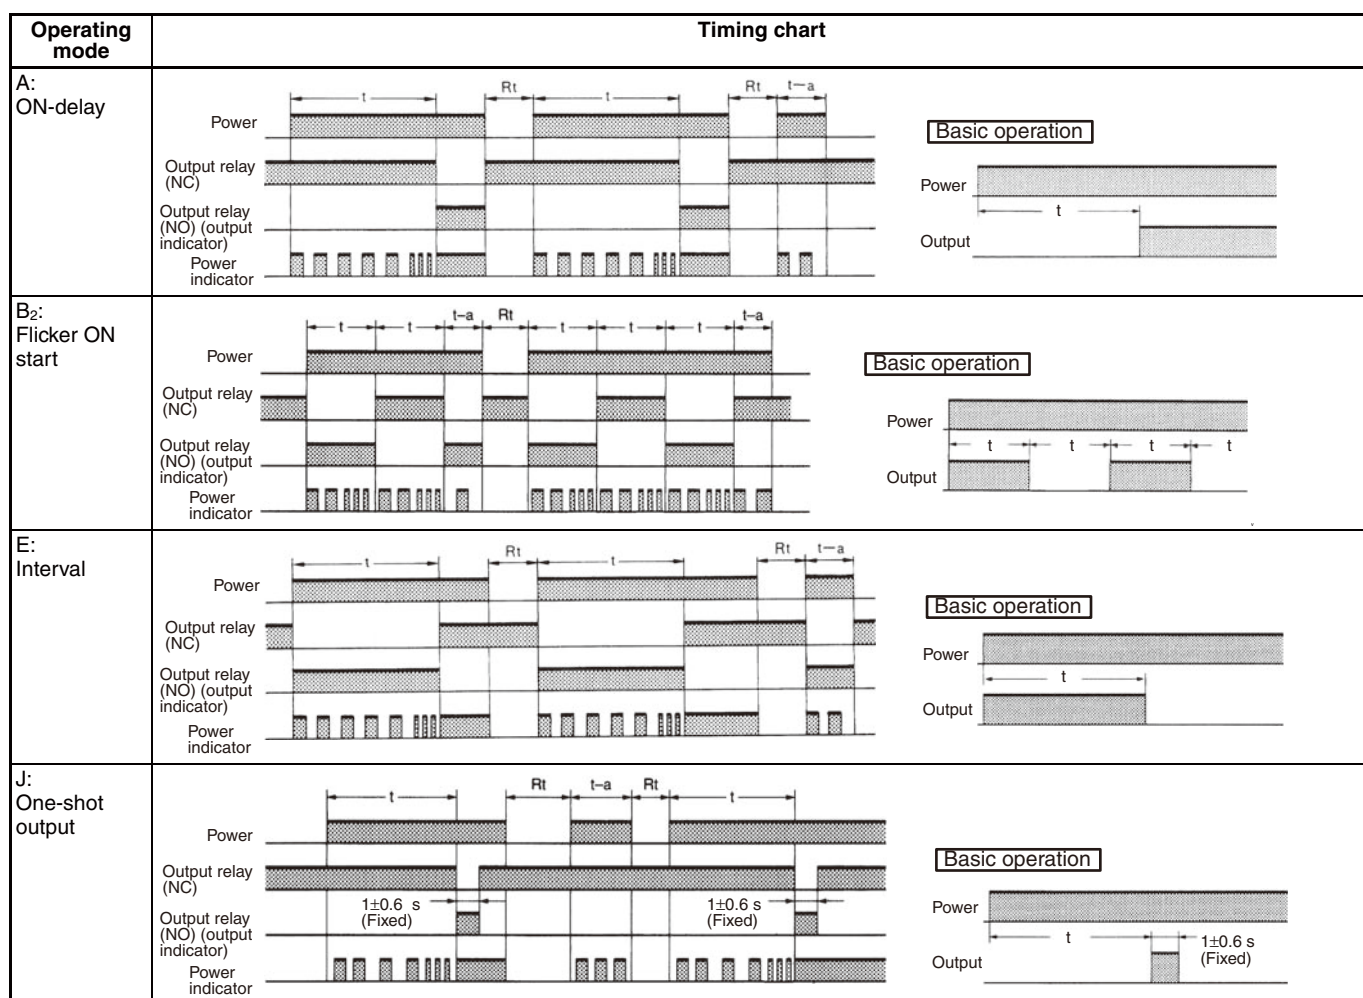 Operating
mode
Timing chart
A:
ON-delay
t
Rt
t
Rt
t–a
Power
Output relay
(NC)
Output relay
(NO) (output
indicator)
Power
indicator
Basic operation
Power
t
Output
B2:
Flicker ON
start
t
t
t–a
Rt
t
t
t
t–a
Power
Output relay
(NC)
Output relay
(NO) (output
indicator)
Power
indicator
Basic operation
Power
t
t
t
t
Output
E:
Interval
t
Rt
t
Rt
t–a
Power
Output relay
(NC)
Output relay
(NO) (output
indicator)
Power
indicator
Basic operation
Power
t
Output
J:
One-shot
output
t
Rt
t–a
Rt
t
Power
Output relay
(NC)
1±0.6 s
(Fixed)
1±0.6 s
(Fixed)
Output relay
(NO) (output
indicator)
Power
indicator
Basic operation
Power
t
1±0.6 s
(Fixed)
Output